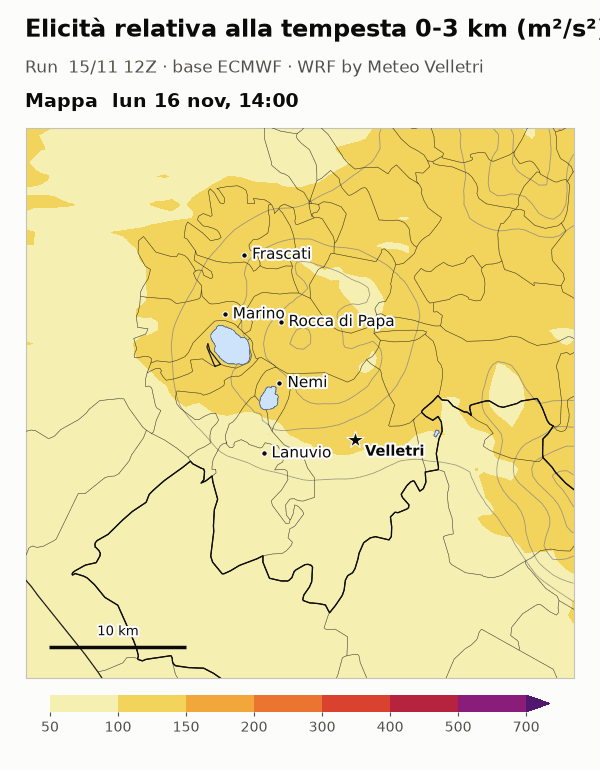 Elicità relativa alla tempesta 0-3 km (m²/s²)
Run 15/11 12Z · base ECMWF · WRF by Meteo Velletri
Mappa lun 16 nov, 14:00
Frascati
Marino
Rocca di Papa
Nemi
Lanuvio
Velletri
10 km
50 100 150 200 300 400 500 700